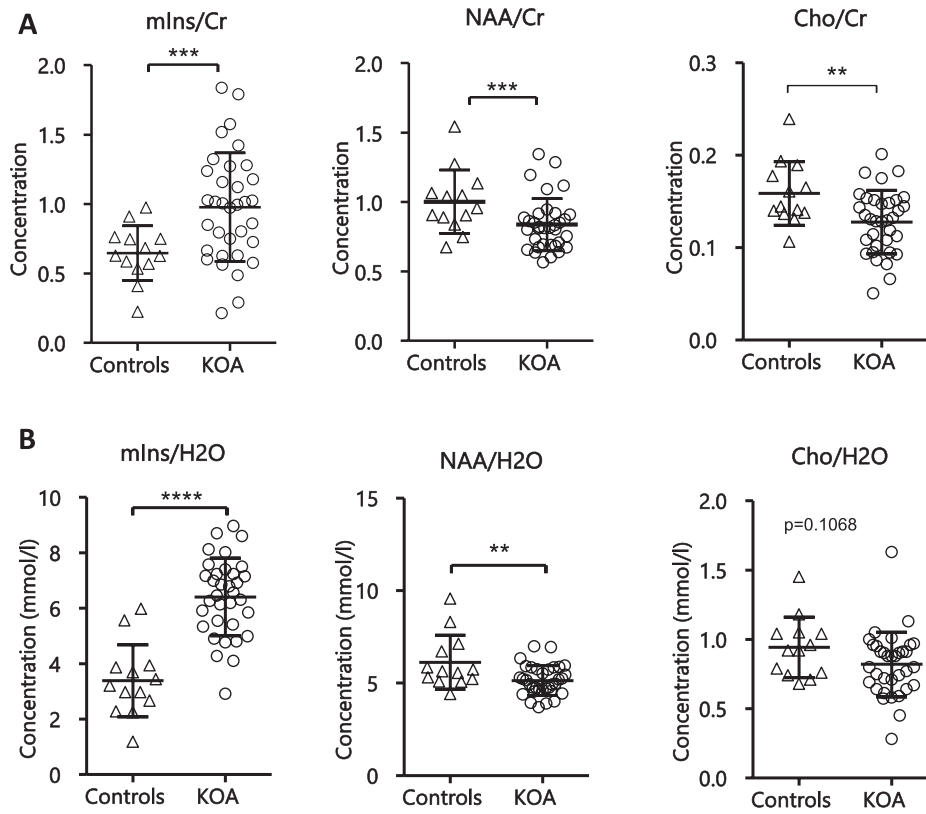 A
mIns/Cr
NAA/Cr
Cho/Cr
***
***
**
Concentration
2.0
1.5
1.0
0.5
0.0
Controls
KOA
Concentration
2.0
1.5
1.0
0.5
0.0
Controls
KOA
Concentration
0.3
0.2
0.1
0.0
Controls
KOA
B
mIns/H2O
NAA/H2O
Cho/H2O
****
**
p=0.1068
Concentration (mmol/l)
10
8
6
4
2
0
Controls
KOA
Concentration (mmol/l)
15
10
5
0
Controls
KOA
Concentration (mmol/l)
2.0
1.5
1.0
0.5
0.0
Controls
KOA